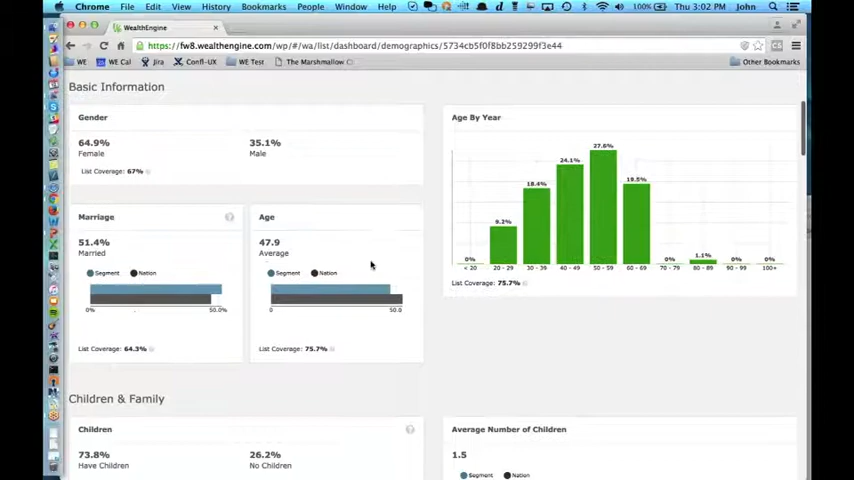 Chrome File Edit View History Bookmarks People Window Help 100% Thu 3:02 PM John
WealthEngine
https://fw8.wealthengine.com/wp/#/wa/list/dashboard/demographics/5734cb5f0f8bb259299f3e44
WE WE Cal Jira Confl-UX WE Test The Marshmallow Other Bookmarks
Basic Information
Gender
64.9% 35.1%
Female Male
List Coverage: 67%
Marriage
51.4%
Married
Segment Nation
0% 50.0%
List Coverage: 64.3%
Age
47.9
Average
Segment Nation
0 50.0
List Coverage: 75.7%
Age By Year
0% 9.2% 18.4% 24.1% 27.6% 19.5% 0% 1.1% 0% 0%
< 20 20 - 29 30 - 39 40 - 49 50 - 59 60 - 69 70 - 79 80 - 89 90 - 99 100+
List Coverage: 75.7%
Children & Family
Children
73.8% 26.2%
Have Children No Children
Average Number of Children
1.5
Segment Nation